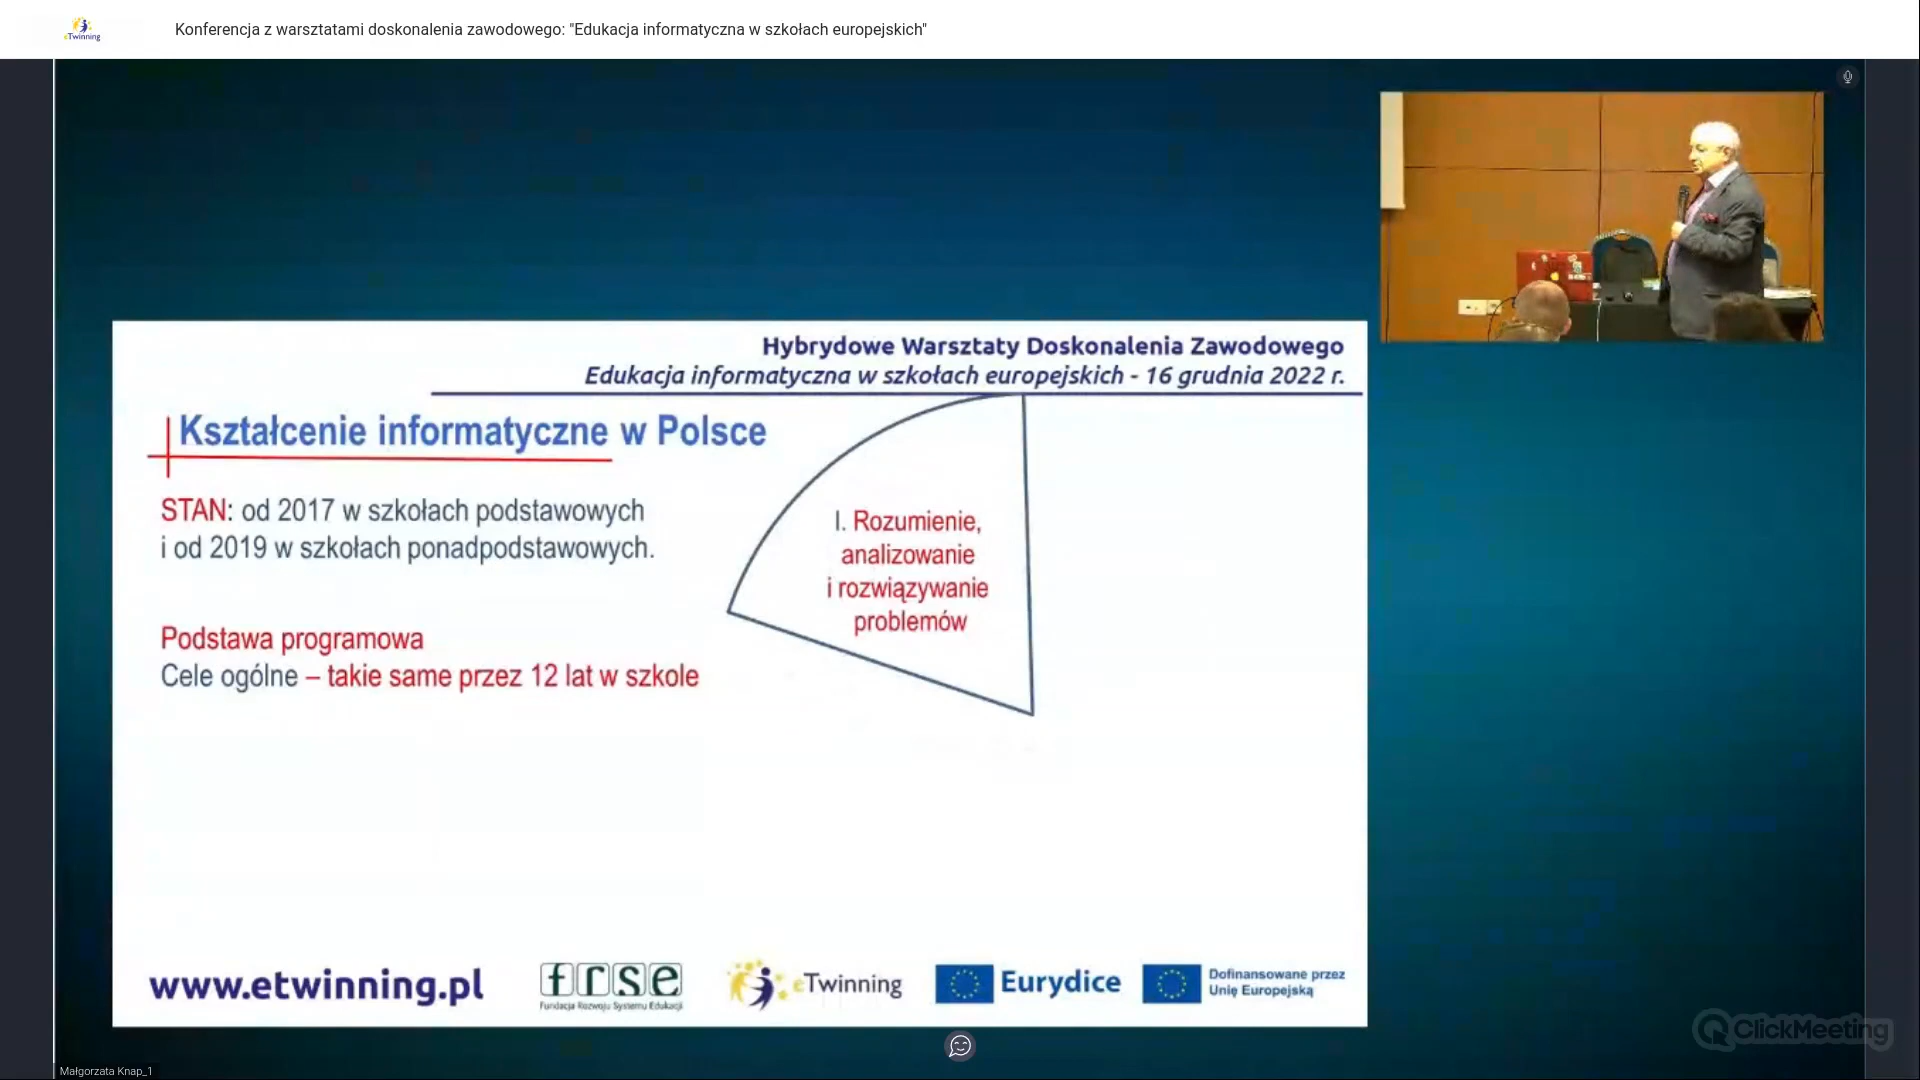 eTwinning
Konferencja z warsztatami doskonalenia zawodowego: "Edukacja informatyczna w szkołach europejskich"
Hybrydowe Warsztaty Doskonalenia Zawodowego
Edukacja informatyczna w szkołach europejskich - 16 grudnia 2022 r.
Kształcenie informatyczne w Polsce
STAN: od 2017 w szkołach podstawowych
i od 2019 w szkołach ponadpodstawowych.
Podstawa programowa
Cele ogólne – takie same przez 12 lat w szkole
I. Rozumienie,
analizowanie
i rozwiązywanie
problemów
www.etwinning.pl
frse
Fundacja Rozwoju Systemu Edukacji
eTwinning
Eurydice
Dofinansowane przez
Unię Europejską
ClickMeeting
Małgorzata Knap_1